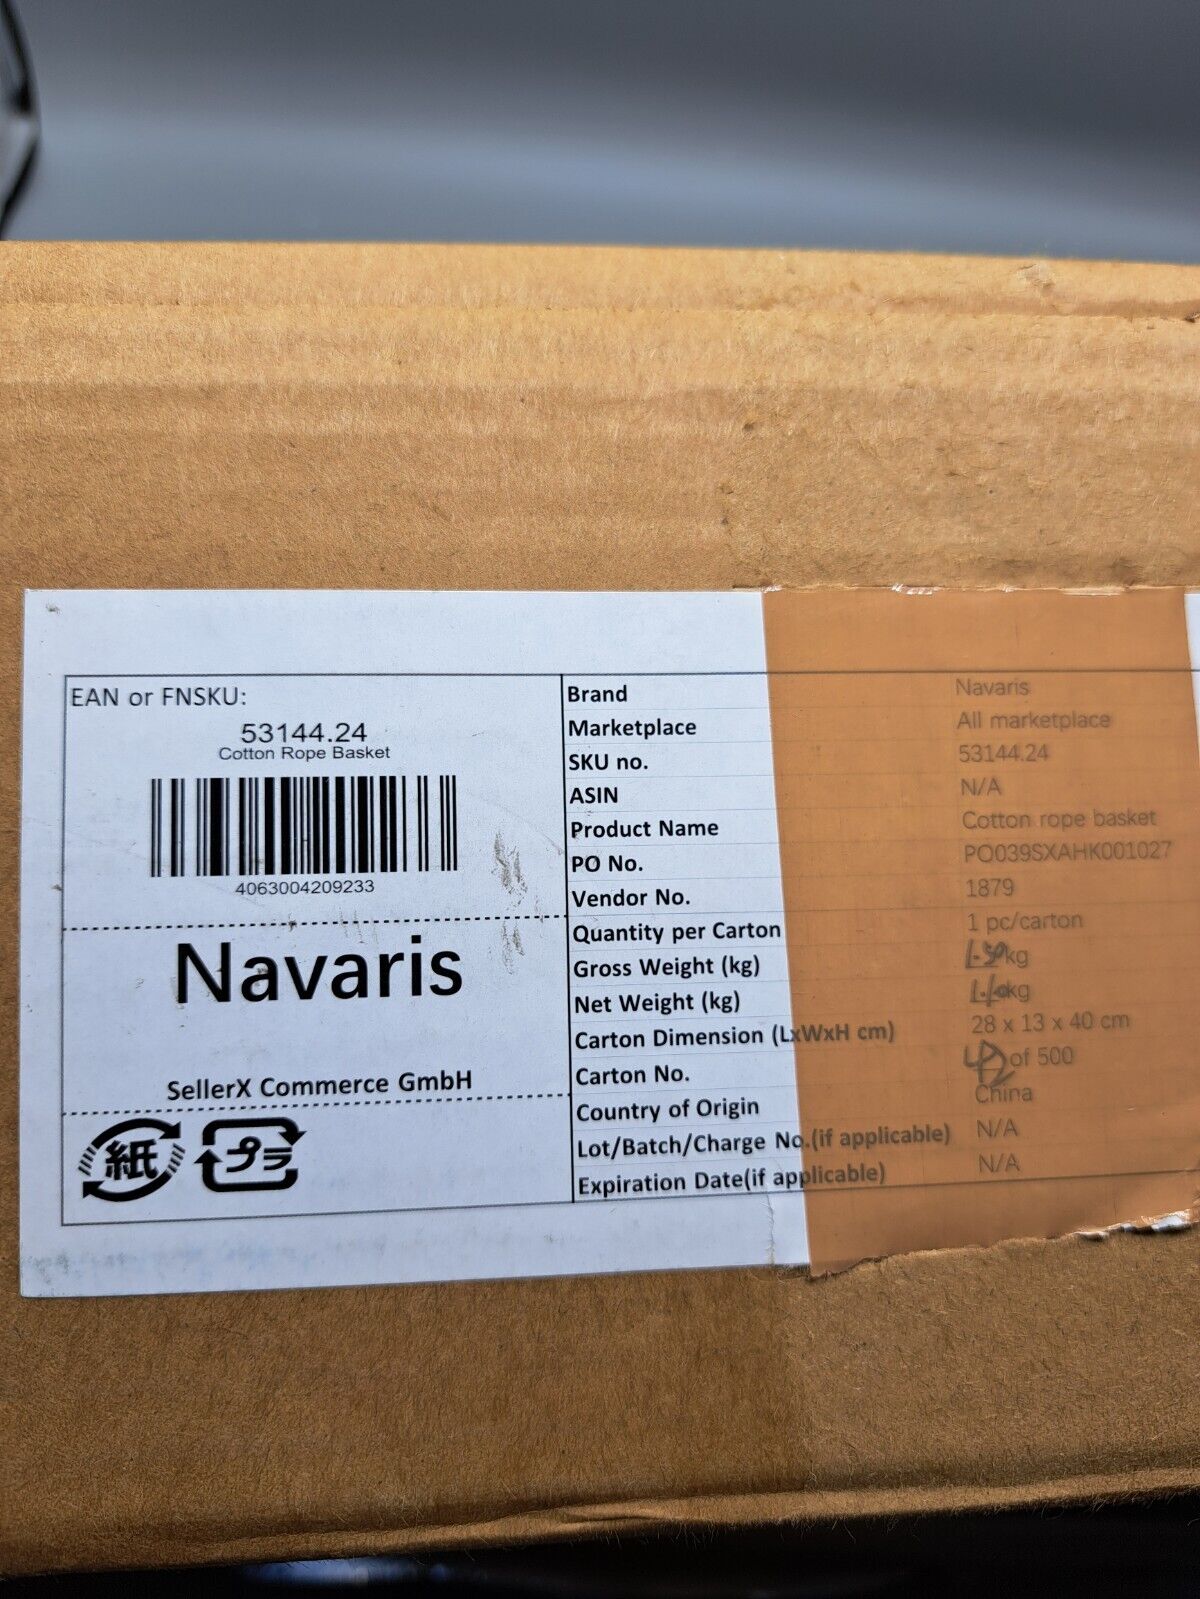 EAN or FNSKU:
53144.24
Cotton Rope Basket
4063004209233
Navaris
SellerX Commerce GmbH
紙
プラ
Brand Navaris
Marketplace All marketplace
SKU no. 53144.24
ASIN N/A
Product Name Cotton rope basket
PO No. PO039SXAHK001027
Vendor No. 1879
Quantity per Carton 1 pc/carton
Gross Weight (kg) kg
Net Weight (kg) kg
Carton Dimension (LxWxH cm) 28 x 13 x 40 cm
Carton No. of 500
Country of Origin China
Lot/Batch/Charge No.(if applicable) N/A
Expiration Date(if applicable) N/A